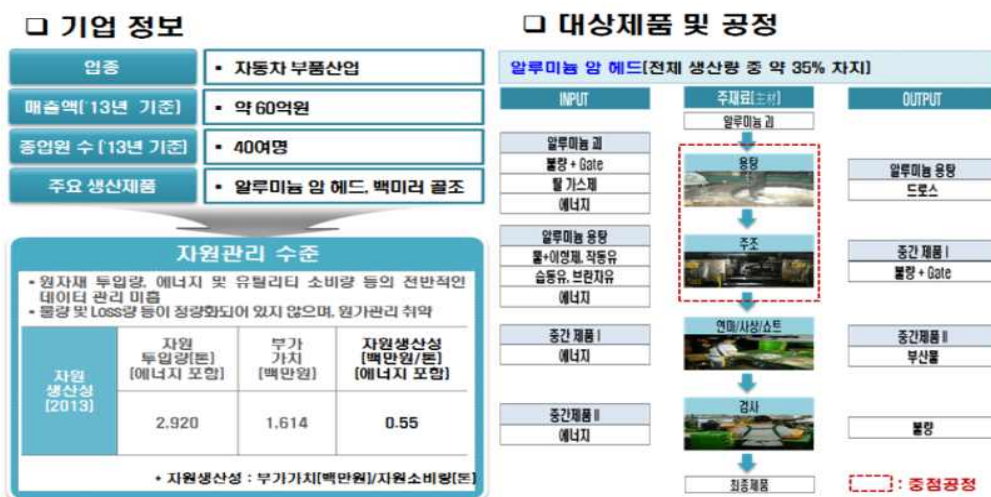 ❏ 기업 정보
업종
• 자동차 부품산업
매출액('13년 기준)
• 약 60억원
종업원 수 ('13년 기준)
• 40여명
주요 생산제품
• 알루미늄 암 헤드, 백미러 골조
자원관리 수준
• 원자재 투입량, 에너지 및 유틸리티 소비량 등의 전반적인
데이터 관리 미흡
• 불량 및 Loss량 등이 정량화되어 있지 않으며, 원가관리 취약
자원
생산성
(2013)
자원
투입량(톤)
(에너지 포함)
부가
가치
(백만원)
자원생산성
(백만원/톤)
(에너지 포함)
2.920
1.614
0.55
• 자원생산성 : 부가가치(백만원)/자원소비량(톤)
❏ 대상제품 및 공정
알루미늄 암 헤드(전체 생산량 중 약 35% 차지)
INPUT
주재료(主材)
OUTPUT
알루미늄 괴
알루미늄 괴
불량 + Gate
탈 가스제
에너지
용탕
알루미늄 용탕
드로스
알루미늄 용탕
물+이형제, 작동유
습동유, 브란자유
에너지
주조
중간 제품 I
불량 + Gate
중간 제품 I
에너지
연마/사상/쇼트
중간제품 II
부산물
중간제품 II
에너지
검사
불량
최종제품
: 중점공정